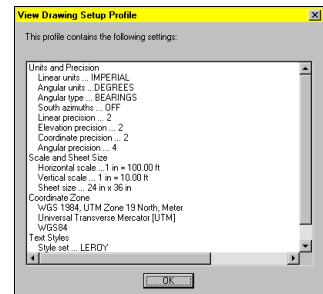 View Drawing Setup Profile
This profile contains the following settings:
Units and Precision
Linear units ... IMPERIAL
Angular units ...DEGREES
Angular type ... BEARINGS
South azimuths ... OFF
Linear precision ... 2
Elevation precision ... 2
Coordinate precision ... 2
Angular precision ... 4
Scale and Sheet Size
Horizontal scale ...1 in = 100.00 ft
Vertical scale ... 1 in = 10.00 ft
Sheet size ... 24 in x 36 in
Coordinate Zone
WGS 1984, UTM Zone 19 North, Meter
Universal Transverse Mercator [UTM]
WGS84
Text Styles
Style set ... LEROY
OK